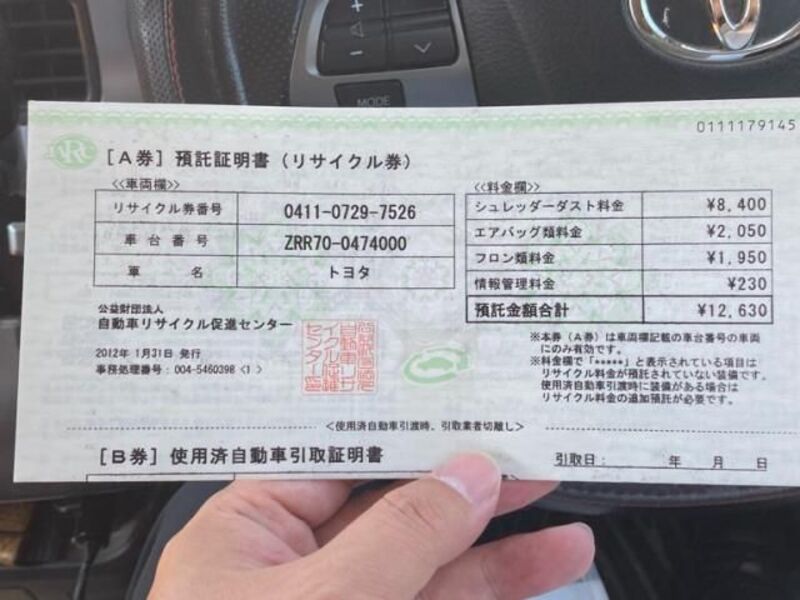 +
△
-
MODE
0111179145
[A券] 預託証明書 (リサイクル券)
≪車両欄≫
リサイクル券番号 0411-0729-7526
車台番号 ZRR70-0474000
車名 トヨタ
≪料金欄≫
シュレッダーダスト料金 ¥8,400
エアバッグ類料金 ¥2,050
フロン類料金 ¥1,950
情報管理料金 ¥230
預託金額合計 ¥12,630
公益財団法人
自動車リサイクル促進センター
2012年 1月31日 発行
事務処理番号:004-5460398 <1>
※本券(A券)は車両欄記載の車台番号の車両
にのみ有効です。
※料金欄で「*****」と表示されている項目は
リサイクル料金が預託されていない装備です。
使用済自動車引渡時に装備がある場合は
リサイクル料金の追加預託が必要です。
<使用済自動車引渡時、引取業者切離し>
[B券] 使用済自動車引取証明書
引取日: 年 月 日